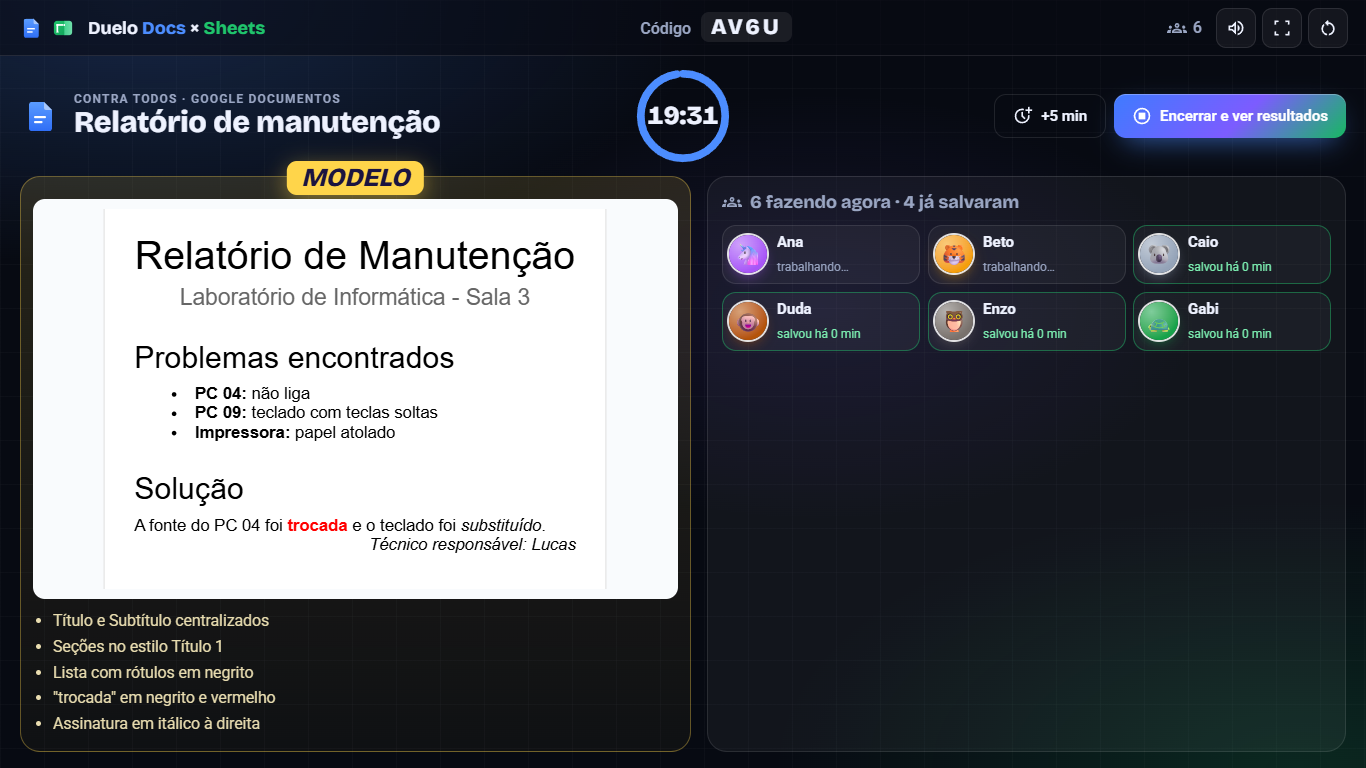 Duelo Docs × Sheets
Código AV6U
6
CONTRA TODOS · GOOGLE DOCUMENTOS
Relatório de manutenção
19:31
+5 min
Encerrar e ver resultados
MODELO
Relatório de Manutenção
Laboratório de Informática - Sala 3
Problemas encontrados
• PC 04: não liga
• PC 09: teclado com teclas soltas
• Impressora: papel atolado
Solução
A fonte do PC 04 foi trocada e o teclado foi substituído.
Técnico responsável: Lucas
• Título e Subtítulo centralizados
• Seções no estilo Título 1
• Lista com rótulos em negrito
• "trocada" em negrito e vermelho
• Assinatura em itálico à direita
6 fazendo agora · 4 já salvaram
Ana
trabalhando…
Beto
trabalhando…
Caio
salvou há 0 min
Duda
salvou há 0 min
Enzo
salvou há 0 min
Gabi
salvou há 0 min